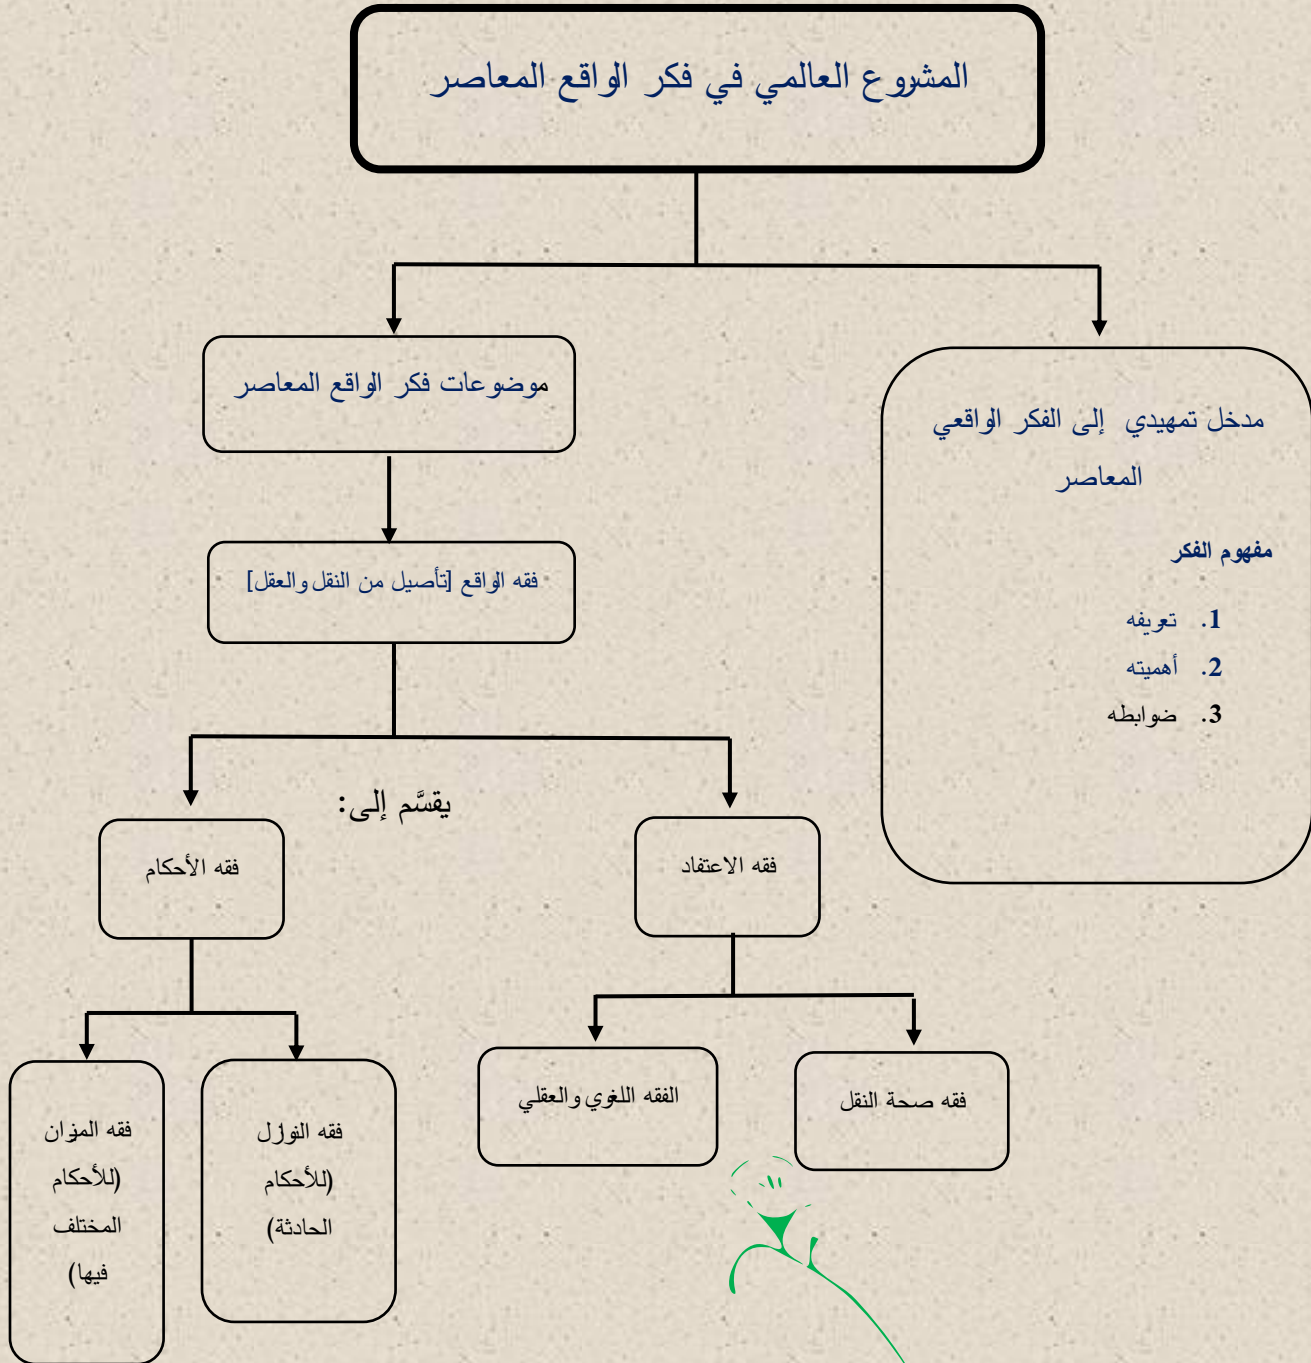 المشروع العالمي في فكر الواقع المعاصر
مدخل تمهيدي إلى الفكر الواقعي
المعاصر
مفهوم الفكر
1. تعريفه
2. أهميته
3. ضوابطه
موضوعات فكر الواقع المعاصر
فقه الواقع [تأصيل من النقل والعقل]
يقسَّم إلى:
فقه الاعتفاد
فقه الأحكام
فقه صحة النقل
الفقه اللغوي والعقلي
فقه النوازل
(للأحكام
الحادثة)
فقه الميزان
(للأحكام
المختلف
فيها)